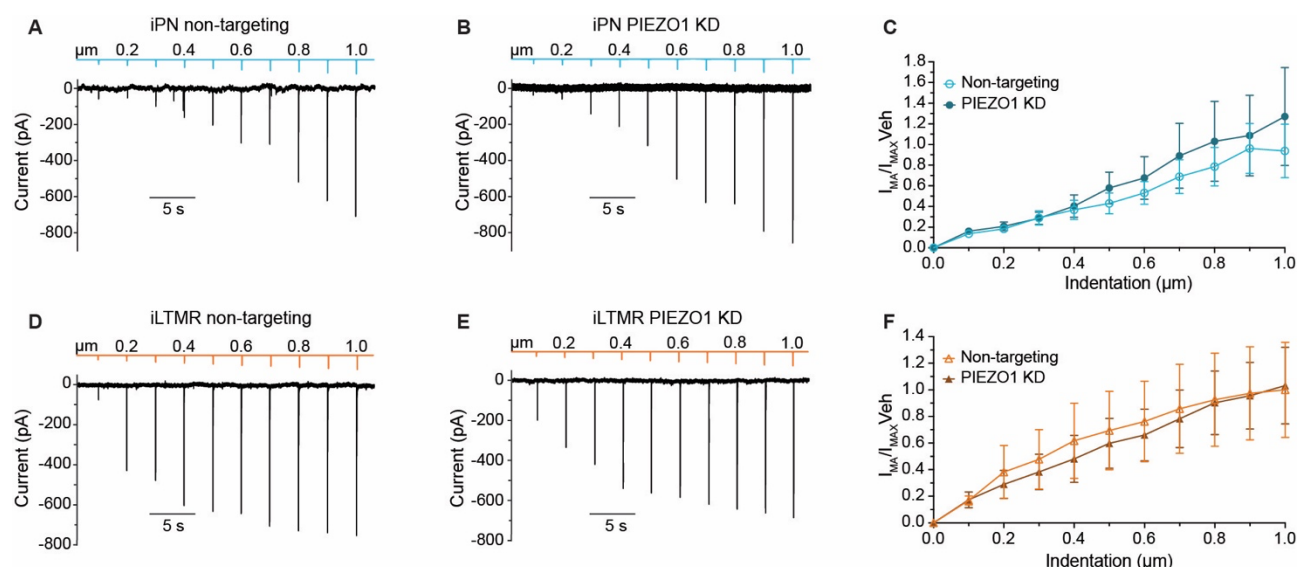 A
iPN non-targeting
µm 0.2 0.4 0.6 0.8 1.0
0
-200
-400
-600
-800
Current (pA)
5 s
B
iPN PIEZO1 KD
µm 0.2 0.4 0.6 0.8 1.0
0
-200
-400
-600
-800
Current (pA)
5 s
C
1.8
1.6
1.4
1.2
1.0
0.8
0.6
0.4
0.2
0.0
I_MA/I_MAX Veh
Non-targeting
PIEZO1 KD
0.0 0.2 0.4 0.6 0.8 1.0
Indentation (µm)
D
iLTMR non-targeting
µm 0.2 0.4 0.6 0.8 1.0
0
-200
-400
-600
-800
Current (pA)
5 s
E
iLTMR PIEZO1 KD
µm 0.2 0.4 0.6 0.8 1.0
0
-200
-400
-600
-800
Current (pA)
5 s
F
1.4
1.2
1.0
0.8
0.6
0.4
0.2
0.0
I_MA/I_MAX Veh
Non-targeting
PIEZO1 KD
0.0 0.2 0.4 0.6 0.8 1.0
Indentation (µm)